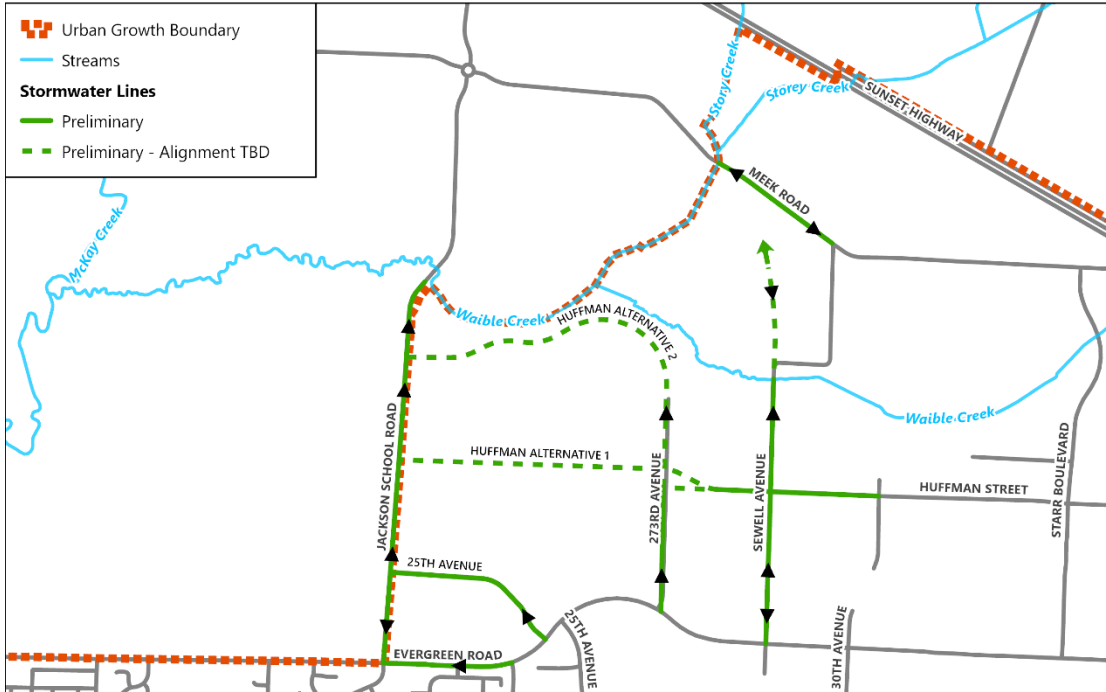 Urban Growth Boundary
Streams
Stormwater Lines
Preliminary
Preliminary - Alignment TBD
Story Creek
Storey Creek
SUNSET HIGHWAY
MEEK ROAD
McKay Creek
Waible Creek
HUFFMAN ALTERNATIVE 2
Waible Creek
JACKSON SCHOOL ROAD
HUFFMAN ALTERNATIVE 1
273RD AVENUE
SEWELL AVENUE
HUFFMAN STREET
STARR BOULEVARD
25TH AVENUE
25TH AVENUE
30TH AVENUE
EVERGREEN ROAD